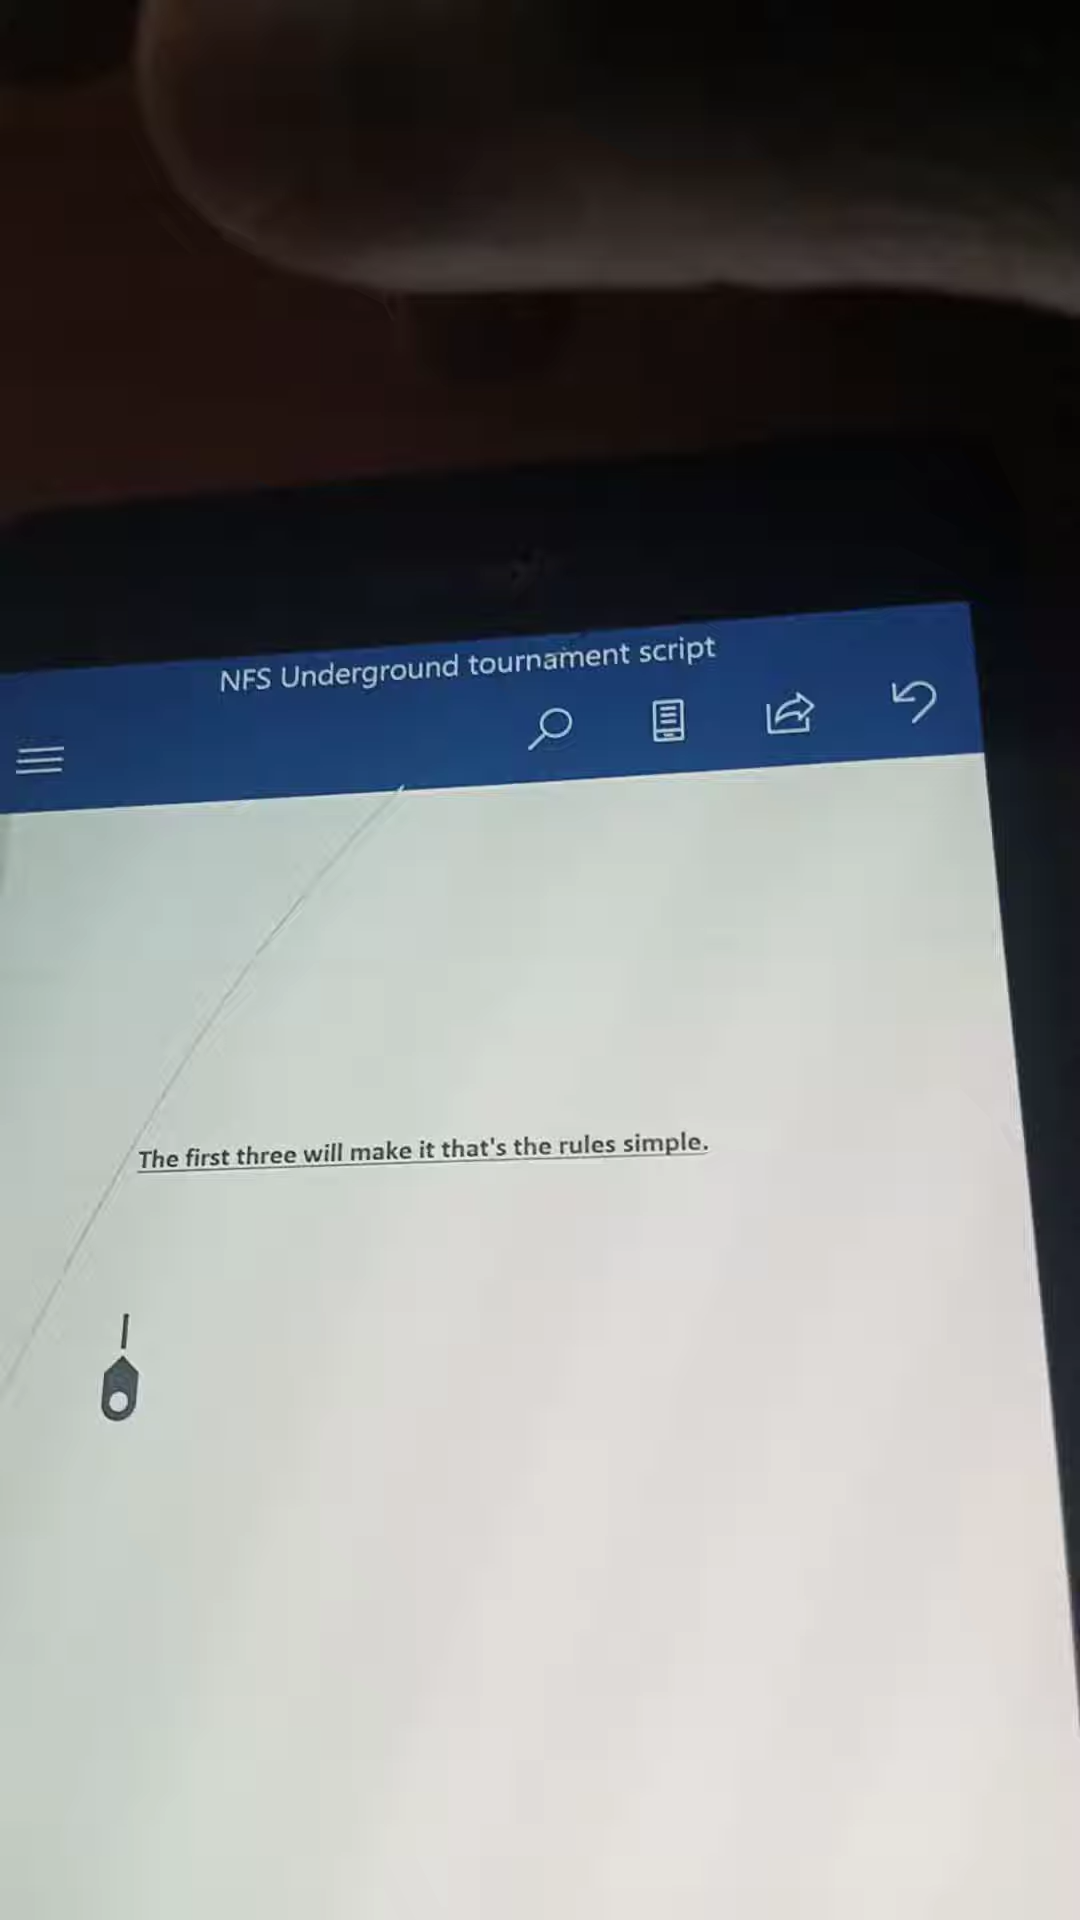 NFS Underground tournament script
The first three will make it that's the rules simple.